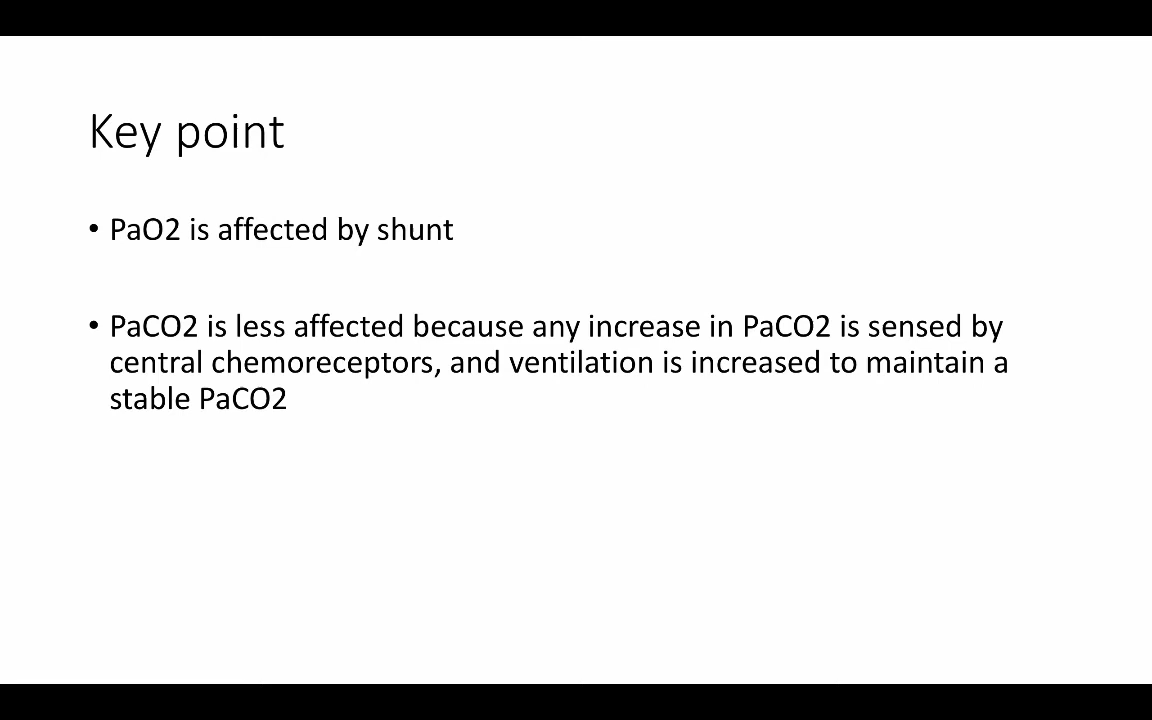 Key point
• PaO2 is affected by shunt
• PaCO2 is less affected because any increase in PaCO2 is sensed by
central chemoreceptors, and ventilation is increased to maintain a
stable PaCO2